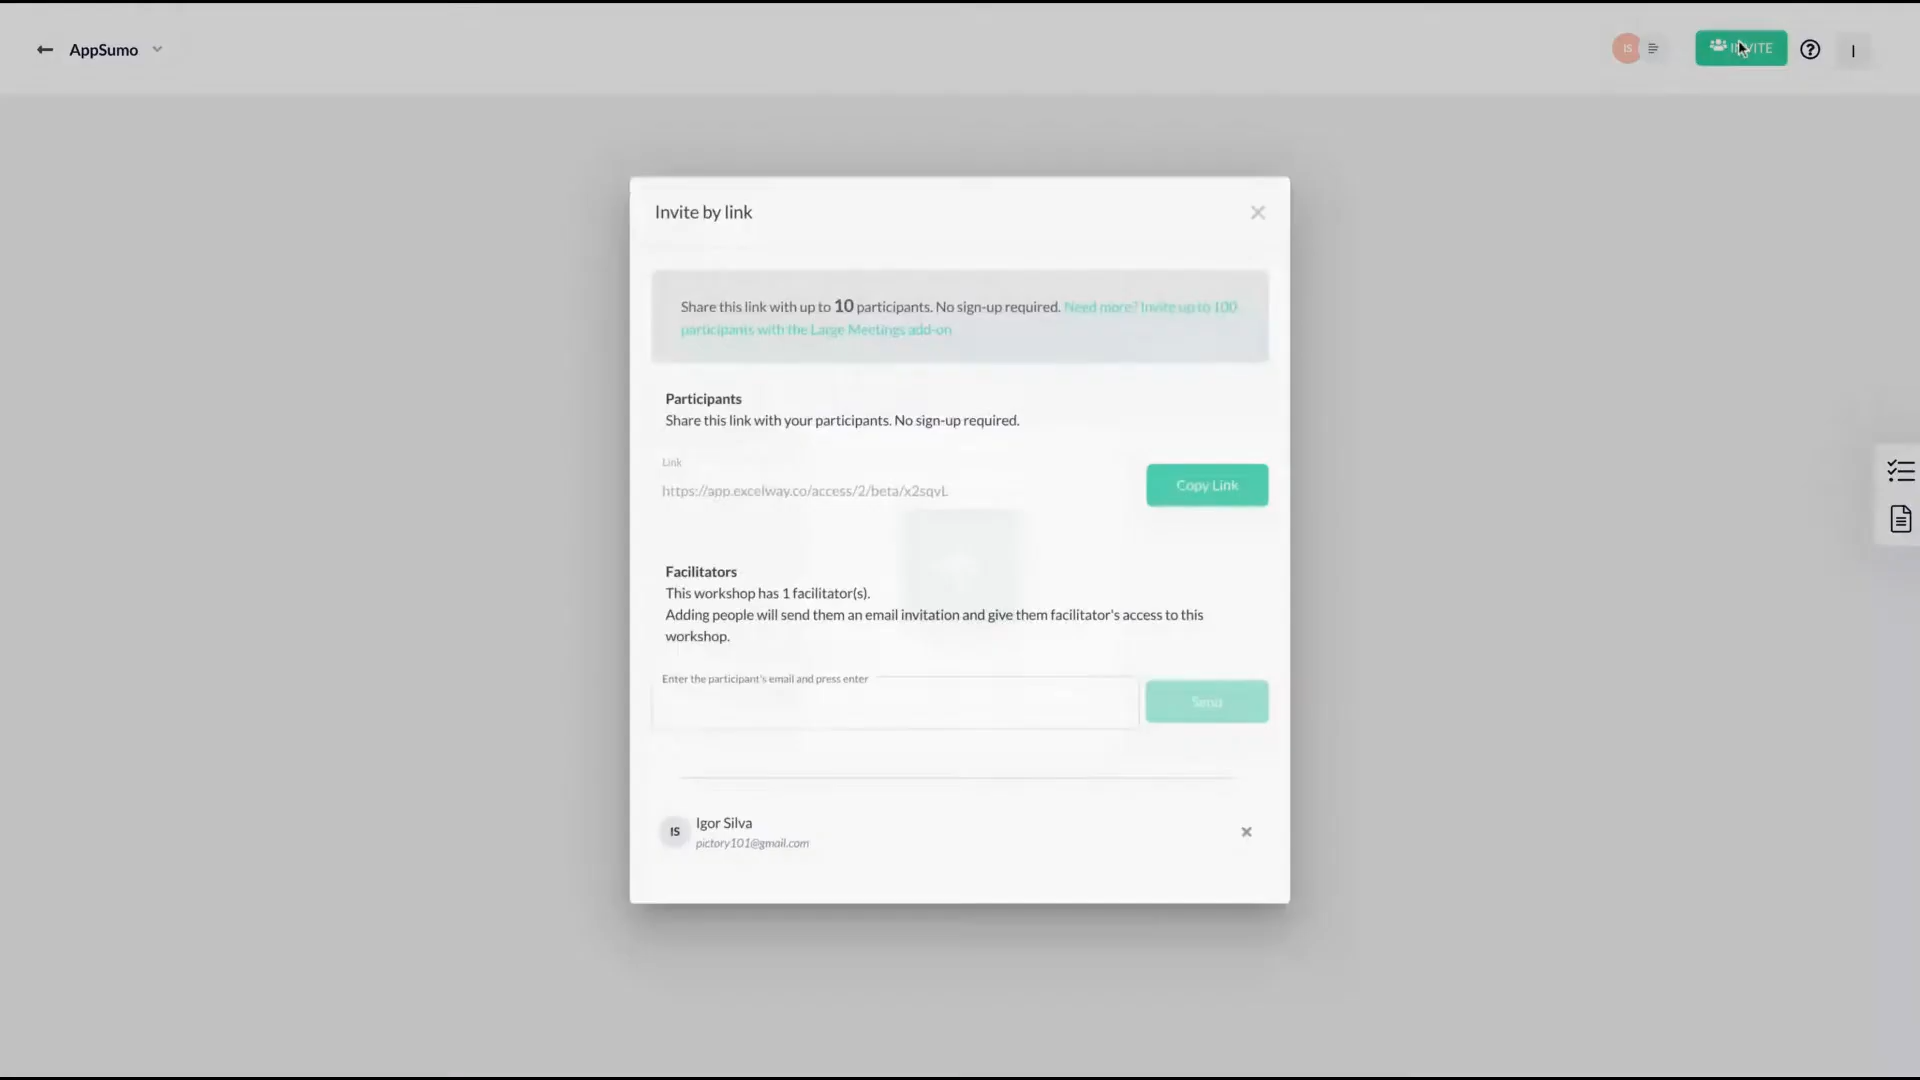 AppSumo
IS
INVITE
I
Invite by link
Share this link with up to 10 participants. No sign-up required. Need more? Invite up to 100
participants with the Large Meetings add-on
Participants
Share this link with your participants. No sign-up required.
Link
https://app.excelway.co/access/2/beta/x2sqvL
Copy Link
Facilitators
This workshop has 1 facilitator(s).
Adding people will send them an email invitation and give them facilitator's access to this
workshop.
Enter the participant's email and press enter
Send
IS
Igor Silva
pictory101@gmail.com